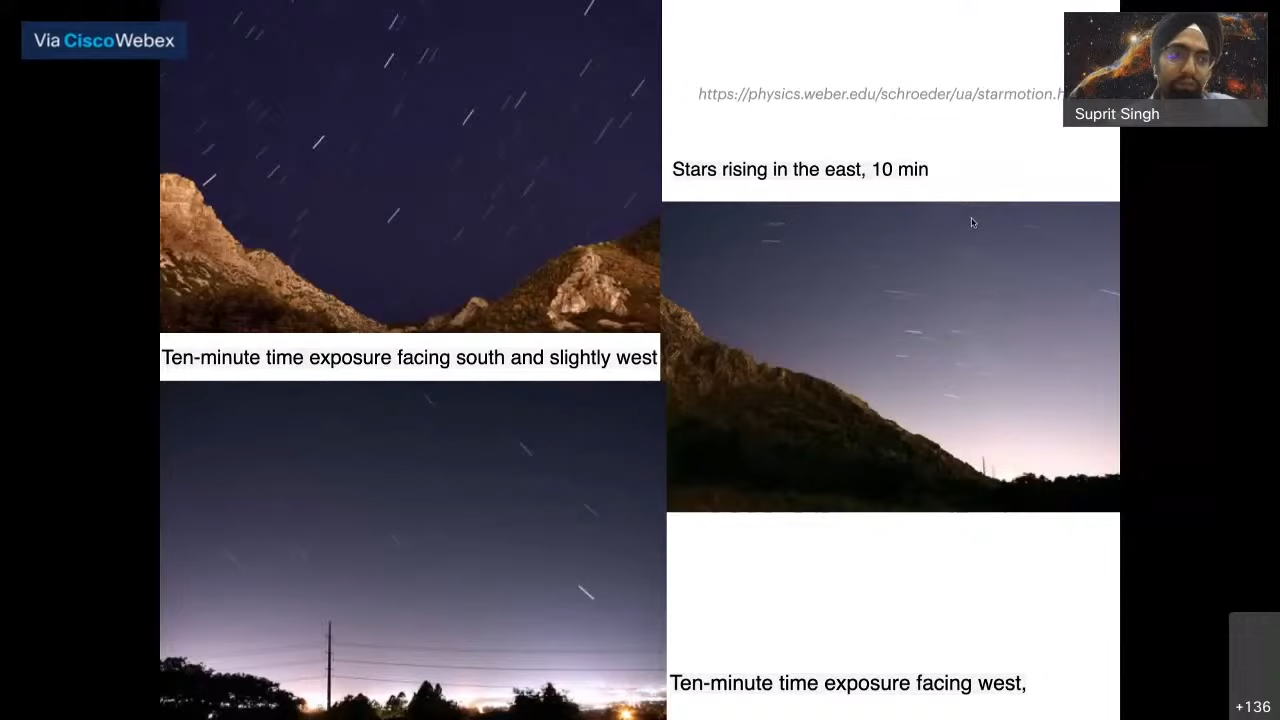 Via CiscoWebex
https://physics.weber.edu/schroeder/ua/starmotion.h
Suprit Singh
Stars rising in the east, 10 min
Ten-minute time exposure facing south and slightly west
Ten-minute time exposure facing west,
+136